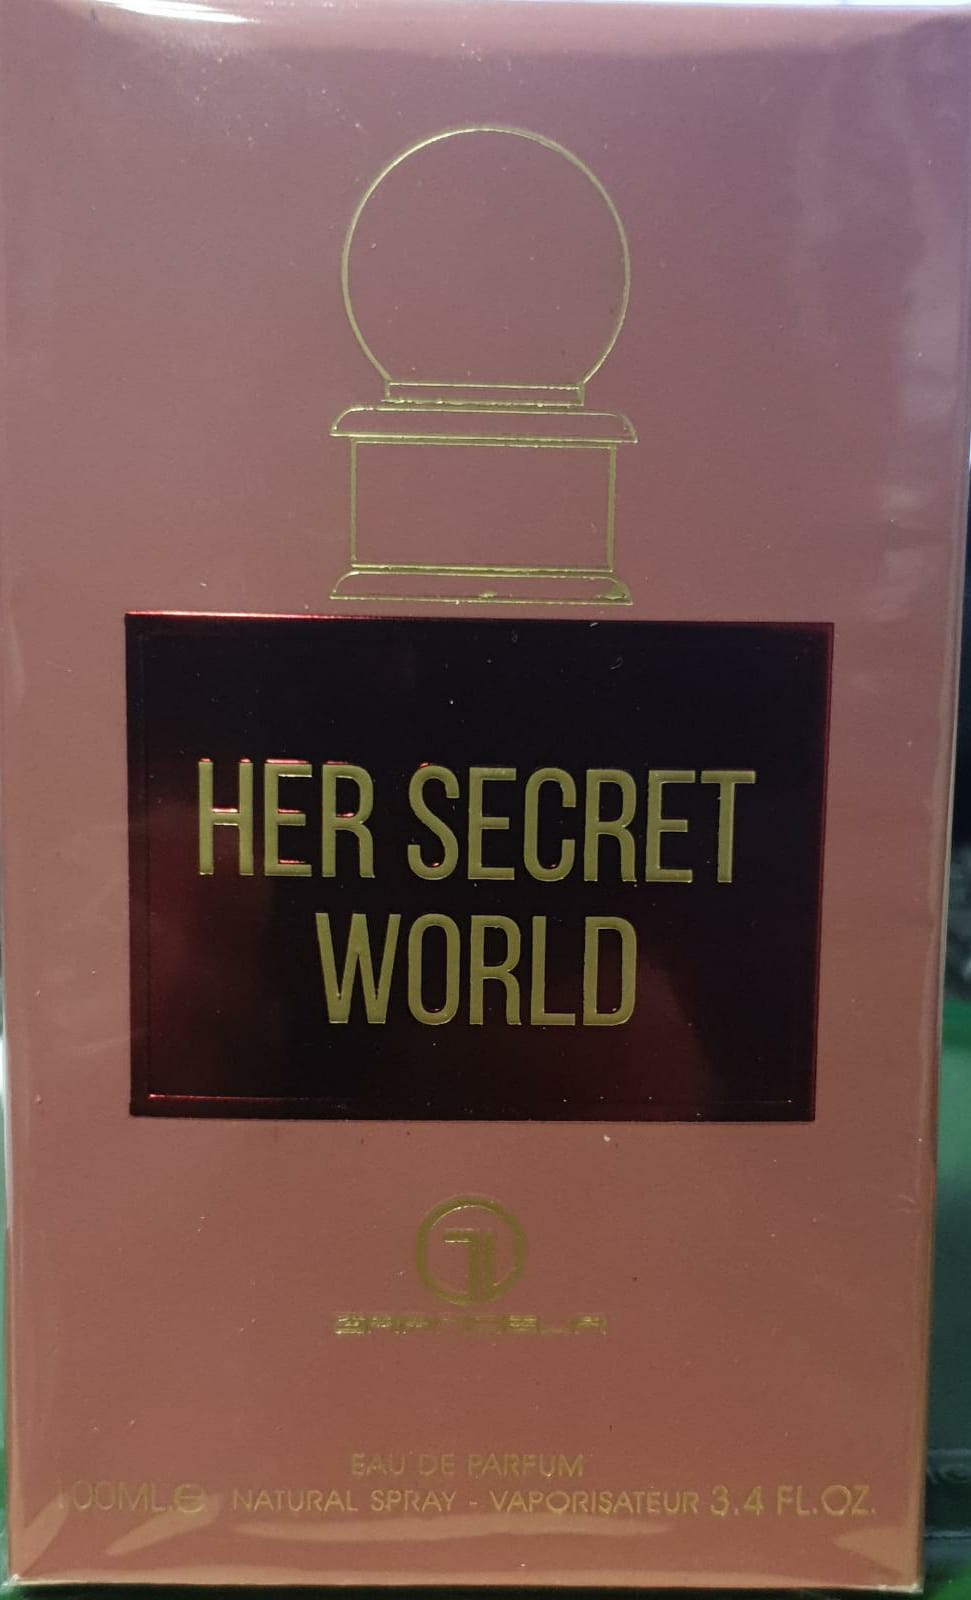 HER SECRET
WORLD
EAU DE PARFUM
100ML.e NATURAL SPRAY - VAPORISATEUR 3.4 FL.OZ.